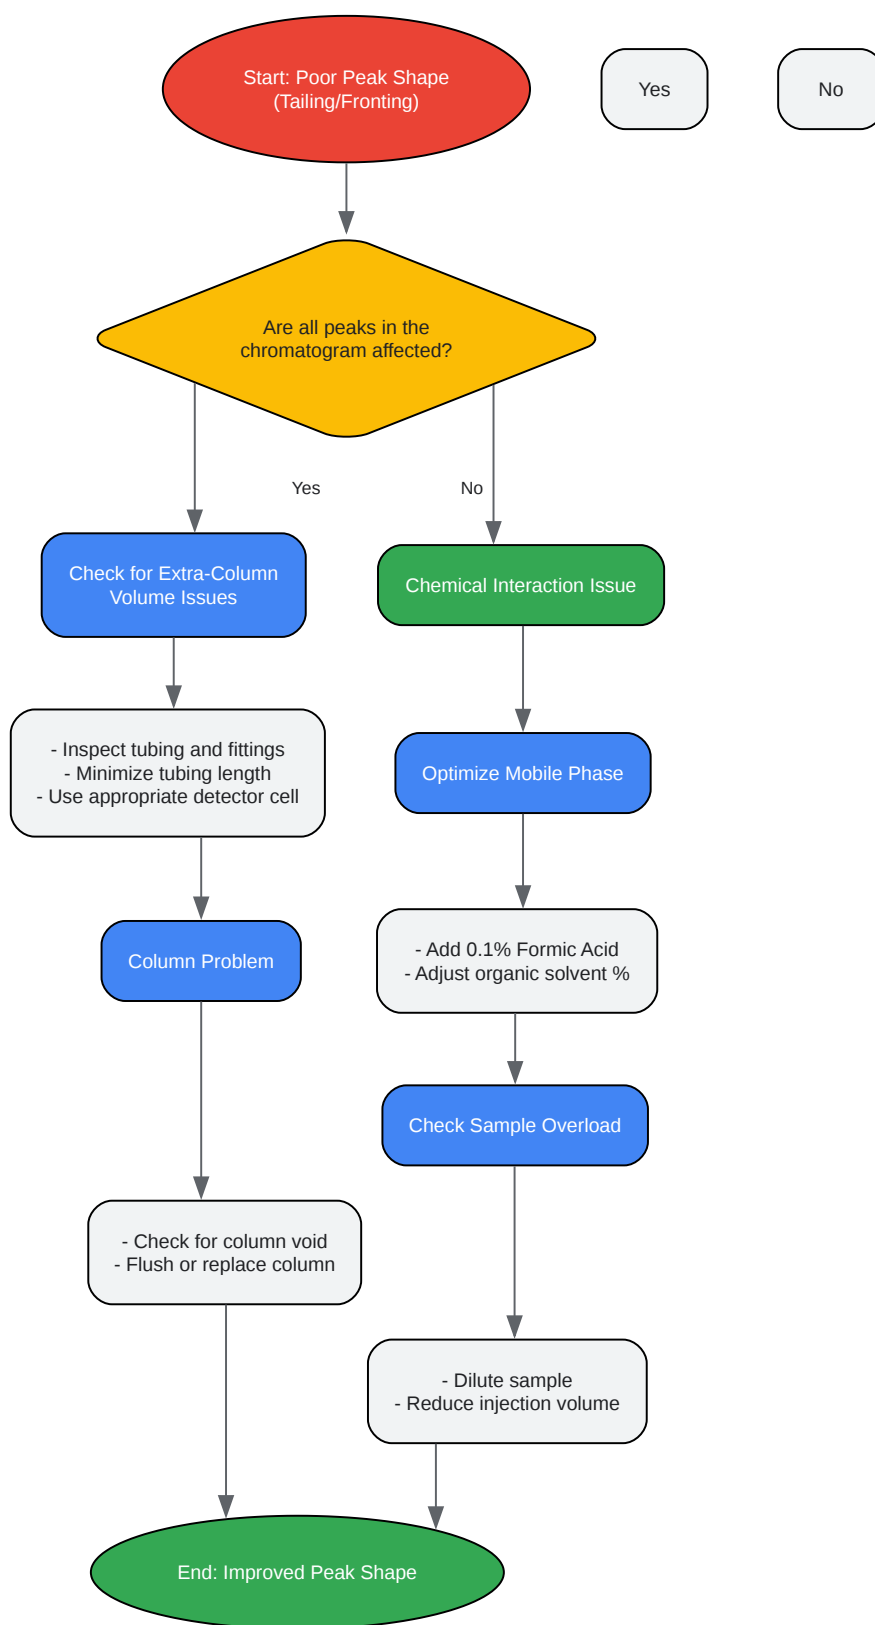 Start: Poor Peak Shape
(Tailing/Fronting)
Yes
No
Are all peaks in the
chromatogram affected?
Yes
No
Check for Extra-Column
Volume Issues
Chemical Interaction Issue
- Inspect tubing and fittings
- Minimize tubing length
- Use appropriate detector cell
Optimize Mobile Phase
Column Problem
- Add 0.1% Formic Acid
- Adjust organic solvent %
Check Sample Overload
- Check for column void
- Flush or replace column
- Dilute sample
- Reduce injection volume
End: Improved Peak Shape